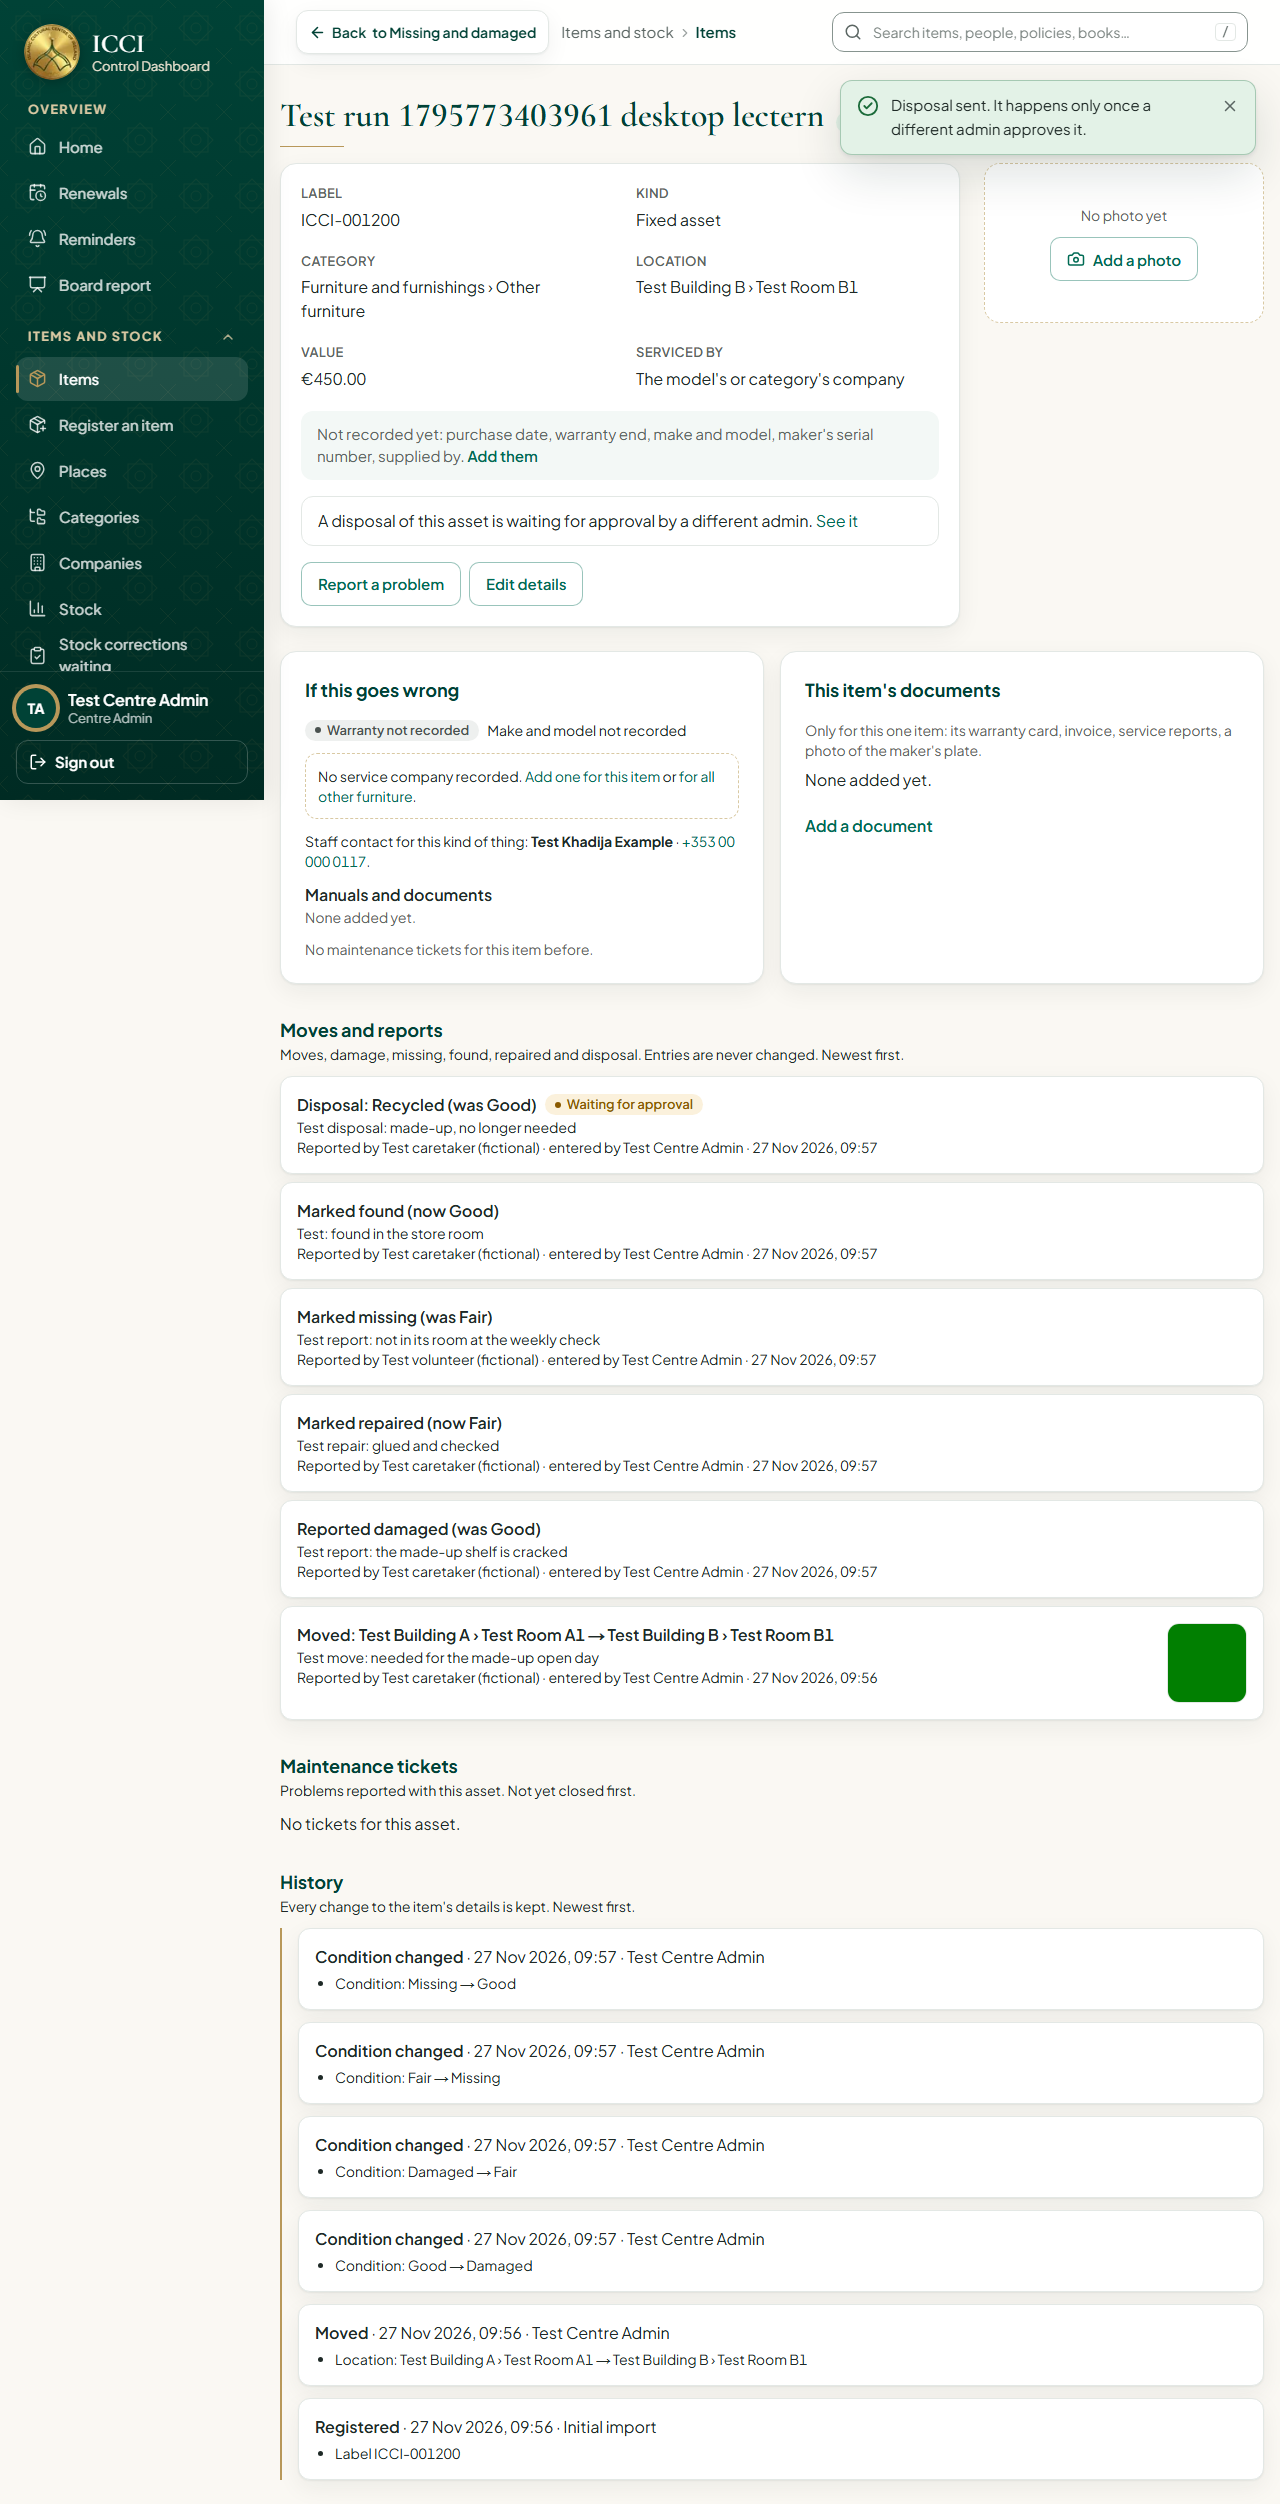 ICCI
Control Dashboard
OVERVIEW
Home
Renewals
Reminders
Board report
ITEMS AND STOCK
Items
Register an item
Places
Categories
Companies
Stock
Stock corrections
waiting
TA
Test Centre Admin
Centre Admin
Sign out
Back to Missing and damaged
Items and stock › Items
Search items, people, policies, books…
/
Test run 1795773403961 desktop lectern
Disposal sent. It happens only once a
different admin approves it.
LABEL
ICCI-001200
KIND
Fixed asset
CATEGORY
Furniture and furnishings › Other
furniture
LOCATION
Test Building B › Test Room B1
VALUE
€450.00
SERVICED BY
The model's or category's company
Not recorded yet: purchase date, warranty end, make and model, maker's serial
number, supplied by. Add them
A disposal of this asset is waiting for approval by a different admin. See it
Report a problem
Edit details
No photo yet
Add a photo
If this goes wrong
Warranty not recorded
Make and model not recorded
No service company recorded. Add one for this item or for all
other furniture.
Staff contact for this kind of thing: Test Khadija Example · +353 00
000 0117.
Manuals and documents
None added yet.
No maintenance tickets for this item before.
This item's documents
Only for this one item: its warranty card, invoice, service reports, a
photo of the maker's plate.
None added yet.
Add a document
Moves and reports
Moves, damage, missing, found, repaired and disposal. Entries are never changed. Newest first.
Disposal: Recycled (was Good)
Waiting for approval
Test disposal: made-up, no longer needed
Reported by Test caretaker (fictional) · entered by Test Centre Admin · 27 Nov 2026, 09:57
Marked found (now Good)
Test: found in the store room
Reported by Test caretaker (fictional) · entered by Test Centre Admin · 27 Nov 2026, 09:57
Marked missing (was Fair)
Test report: not in its room at the weekly check
Reported by Test volunteer (fictional) · entered by Test Centre Admin · 27 Nov 2026, 09:57
Marked repaired (now Fair)
Test repair: glued and checked
Reported by Test caretaker (fictional) · entered by Test Centre Admin · 27 Nov 2026, 09:57
Reported damaged (was Good)
Test report: the made-up shelf is cracked
Reported by Test caretaker (fictional) · entered by Test Centre Admin · 27 Nov 2026, 09:57
Moved: Test Building A › Test Room A1 → Test Building B › Test Room B1
Test move: needed for the made-up open day
Reported by Test caretaker (fictional) · entered by Test Centre Admin · 27 Nov 2026, 09:56
Maintenance tickets
Problems reported with this asset. Not yet closed first.
No tickets for this asset.
History
Every change to the item's details is kept. Newest first.
Condition changed · 27 Nov 2026, 09:57 · Test Centre Admin
• Condition: Missing → Good
Condition changed · 27 Nov 2026, 09:57 · Test Centre Admin
• Condition: Fair → Missing
Condition changed · 27 Nov 2026, 09:57 · Test Centre Admin
• Condition: Damaged → Fair
Condition changed · 27 Nov 2026, 09:57 · Test Centre Admin
• Condition: Good → Damaged
Moved · 27 Nov 2026, 09:56 · Test Centre Admin
• Location: Test Building A › Test Room A1 → Test Building B › Test Room B1
Registered · 27 Nov 2026, 09:56 · Initial import
• Label ICCI-001200